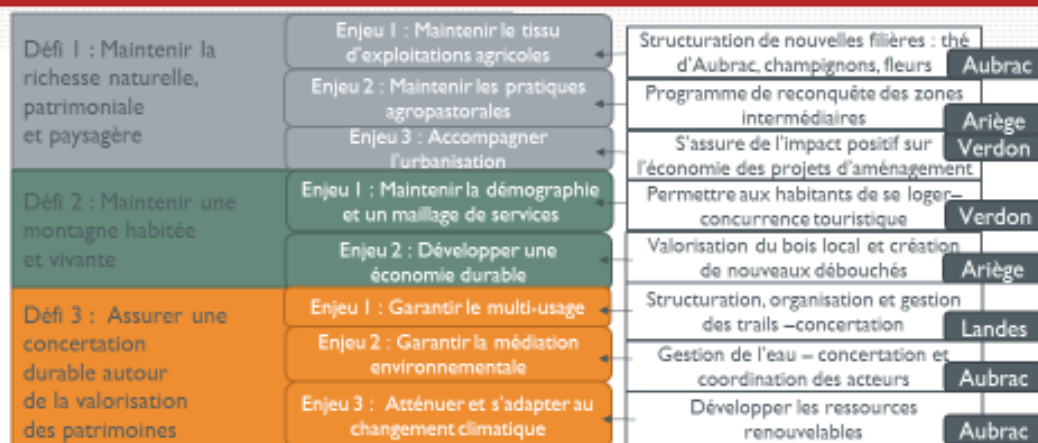 Défi 1 : Maintenir la
richesse naturelle,
patrimoniale
et paysagère
Enjeu 1 : Maintenir le tissu
d'exploitations agricoles
Structuration de nouvelles filières : thé
d'Aubrac, champignons, fleurs
Aubrac
Enjeu 2 : Maintenir les pratiques
agropastorales
Programme de reconquête des zones
intermédiaires
Ariège
Enjeu 3 : Accompagner
l'urbanisation
S'assure de l'impact positif sur
l'économie des projets d'aménagement
Verdon
Défi 2 : Maintenir une
montagne habitée
et vivante
Enjeu 1 : Maintenir la démographie
et un maillage de services
Permettre aux habitants de se loger–
concurrence touristique
Verdon
Enjeu 2 : Développer une
économie durable
Valorisation du bois local et création
de nouveaux débouchés
Ariège
Défi 3 : Assurer une
concertation
durable autour
de la valorisation
des patrimoines
Enjeu 1 : Garantir le multi-usage
Structuration, organisation et gestion
des trails –concertation
Landes
Enjeu 2 : Garantir la médiation
environnementale
Gestion de l'eau – concertation et
coordination des acteurs
Aubrac
Enjeu 3 : Atténuer et s'adapter au
changement climatique
Développer les ressources
renouvelables
Aubrac